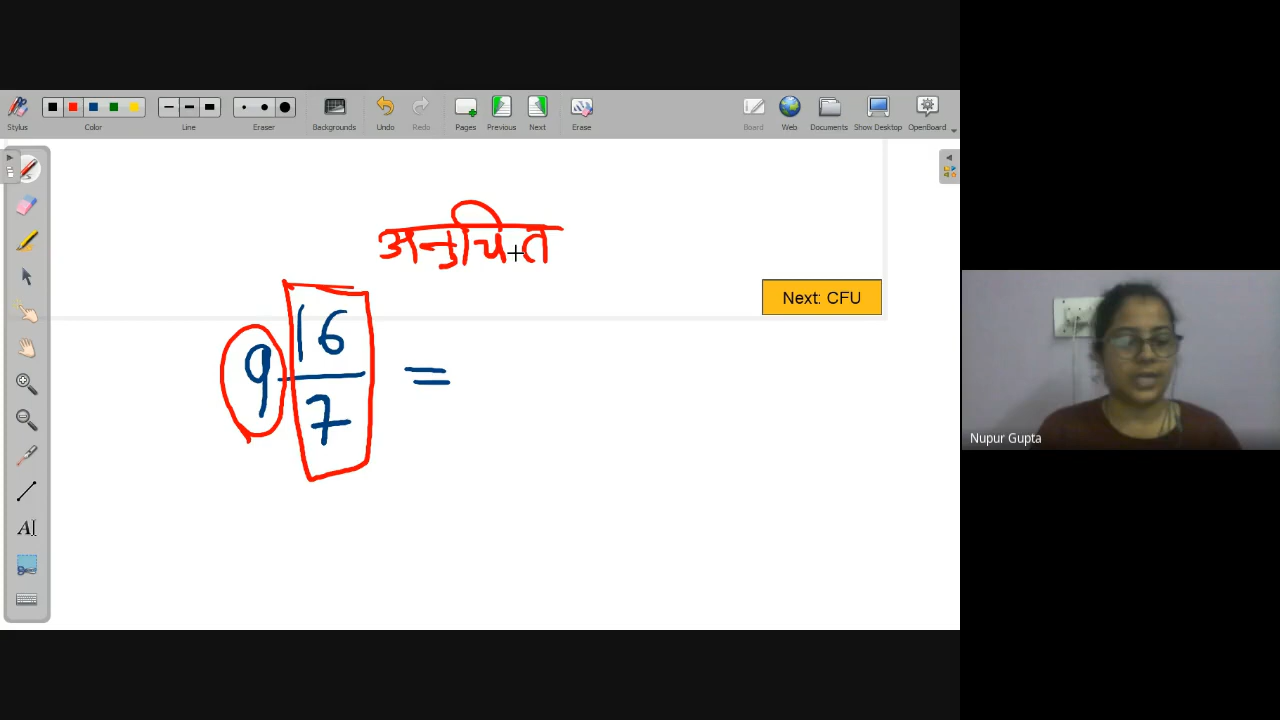 Stylus
Color
Line
Eraser
Backgrounds
Undo
Redo
Pages
Previous
Next
Erase
Board
Web
Documents
Show Desktop
OpenBoard
अनुचित
Next: CFU
9 16/7 =
Nupur Gupta